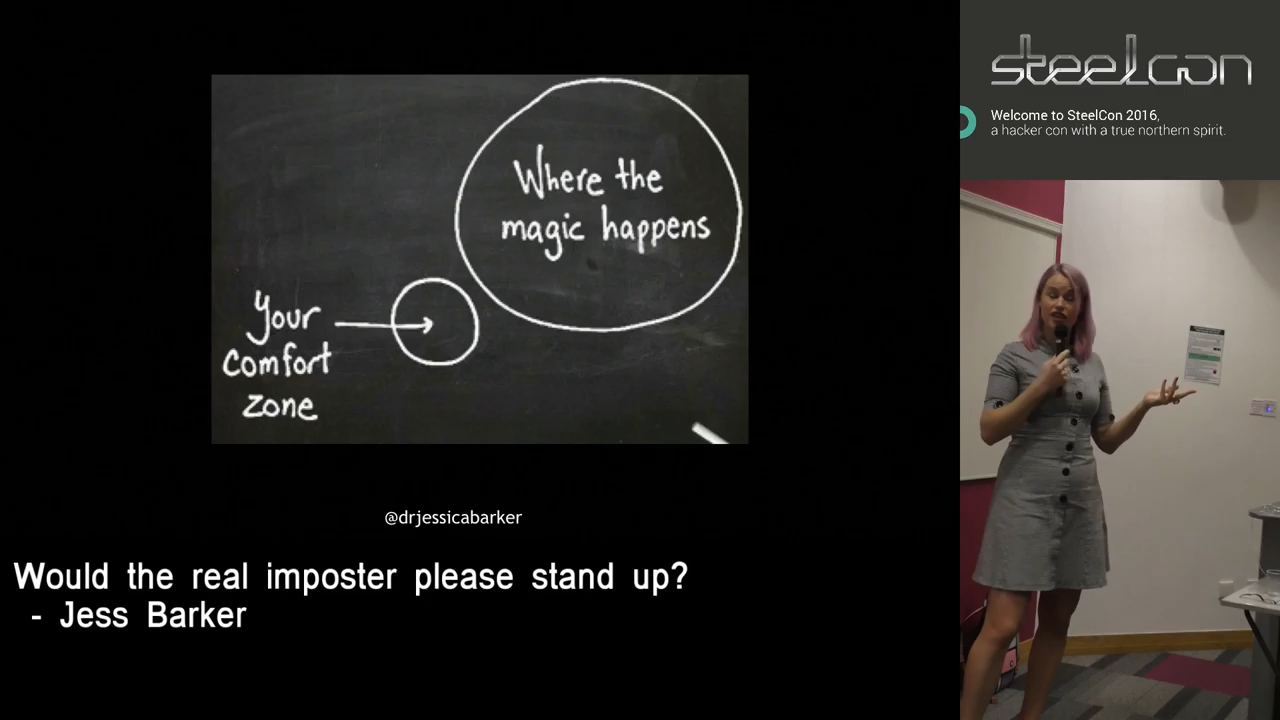 Where the
magic happens
Your
comfort
zone
@drjessicabarker
Would the real imposter please stand up?
- Jess Barker
steelcon
Welcome to SteelCon 2016,
a hacker con with a true northern spirit.